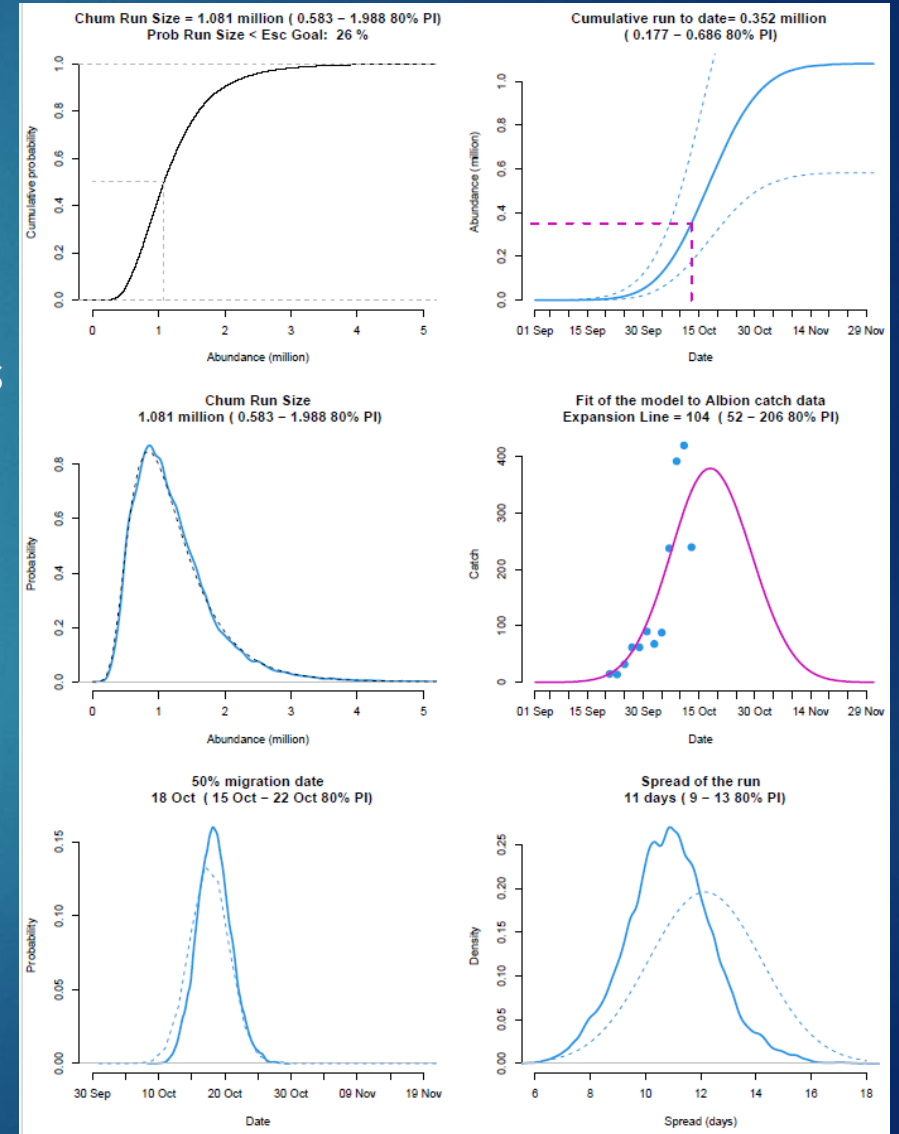 Chum Run Size = 1.081 million ( 0.583 – 1.988 80% PI)
Prob Run Size < Esc Goal: 26 %
Cumulative probability
0.0 0.2 0.4 0.6 0.8 1.0
0 1 2 3 4 5
Abundance (million)
Cumulative run to date= 0.352 million
( 0.177 – 0.686 80% PI)
Abundance (million)
0.0 0.2 0.4 0.6 0.8 1.0
01 Sep 15 Sep 30 Sep 15 Oct 30 Oct 14 Nov 29 Nov
Date
Chum Run Size
1.081 million ( 0.583 – 1.988 80% PI)
Probability
0.0 0.2 0.4 0.6 0.8
0 1 2 3 4 5
Abundance (million)
Fit of the model to Albion catch data
Expansion Line = 104 ( 52 – 206 80% PI)
Catch
0 100 200 300 400
01 Sep 15 Sep 30 Sep 15 Oct 30 Oct 14 Nov 29 Nov
Date
50% migration date
18 Oct ( 15 Oct – 22 Oct 80% PI)
Probability
0.00 0.05 0.10 0.15
30 Sep 10 Oct 20 Oct 30 Oct 09 Nov 19 Nov
Date
Spread of the run
11 days ( 9 – 13 80% PI)
Density
0.00 0.05 0.10 0.15 0.20 0.25
6 8 10 12 14 16 18
Spread (days)